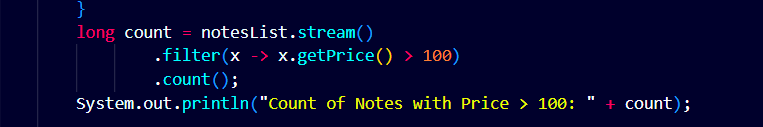 }
long count = notesList.stream()
.filter(x -> x.getPrice() > 100)
.count();
System.out.println("Count of Notes with Price > 100: " + count);